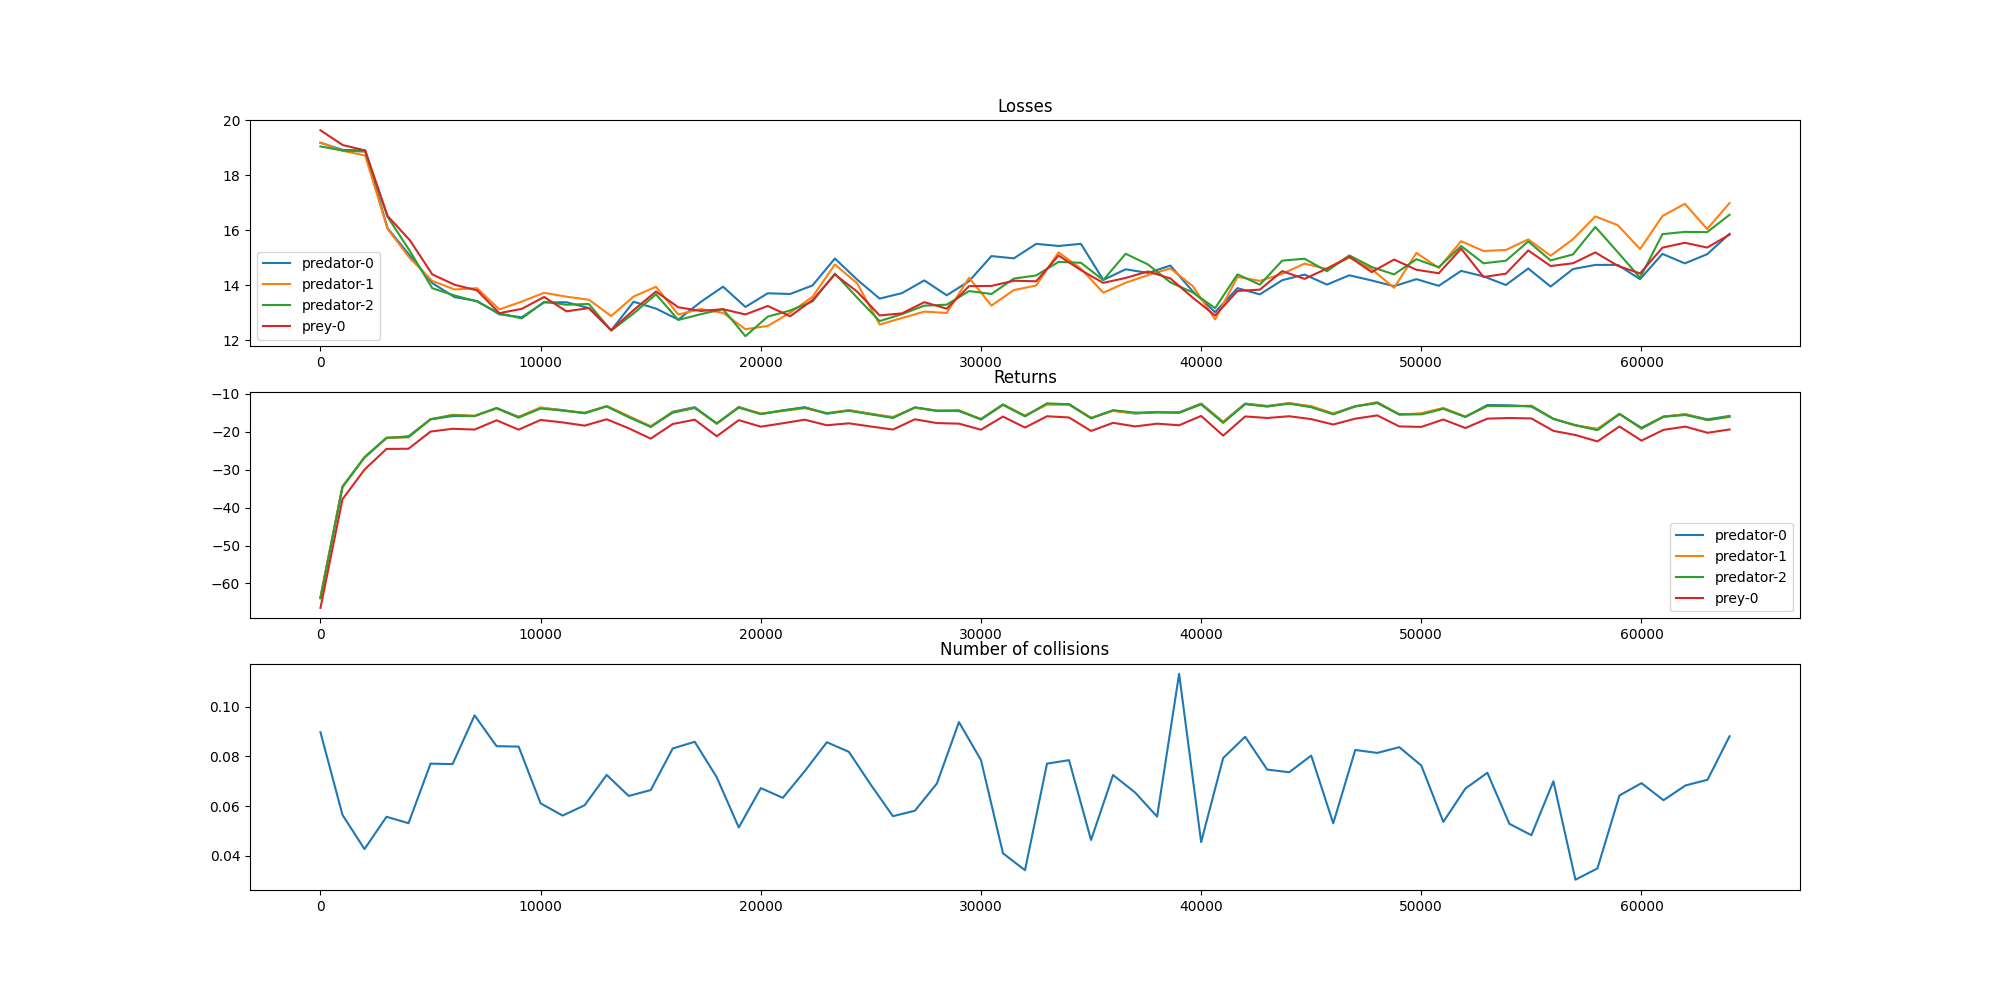 Losses
20
18
16
14
12
predator-0
predator-1
predator-2
prey-0
0 10000 20000 30000 40000 50000 60000
Returns
−10
−20
−30
−40
−50
−60
predator-0
predator-1
predator-2
prey-0
0 10000 20000 30000 40000 50000 60000
Number of collisions
0.10
0.08
0.06
0.04
0 10000 20000 30000 40000 50000 60000